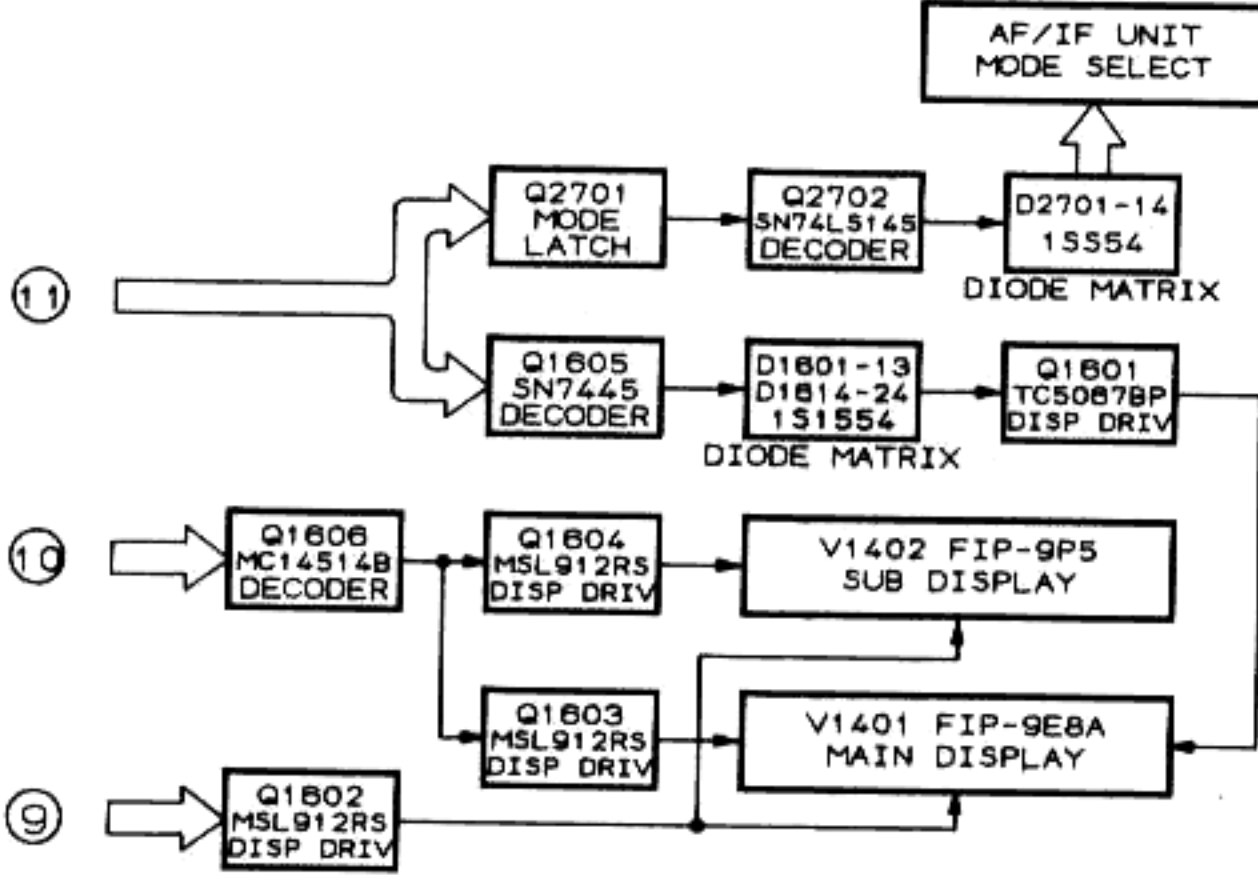 AF/IF UNIT
MODE SELECT
Q2701
MODE
LATCH
Q2702
SN74LS145
DECODER
D2701-14
1SS54
DIODE MATRIX
11
Q1605
SN7445
DECODER
D1601-13
D1614-24
1S1554
DIODE MATRIX
Q1601
TC5067BP
DISP DRIV
10
Q1606
MC14514B
DECODER
Q1604
MSL912RS
DISP DRIV
V1402 FIP-9P5
SUB DISPLAY
Q1603
MSL912RS
DISP DRIV
V1401 FIP-9E8A
MAIN DISPLAY
9
Q1602
MSL912RS
DISP DRIV